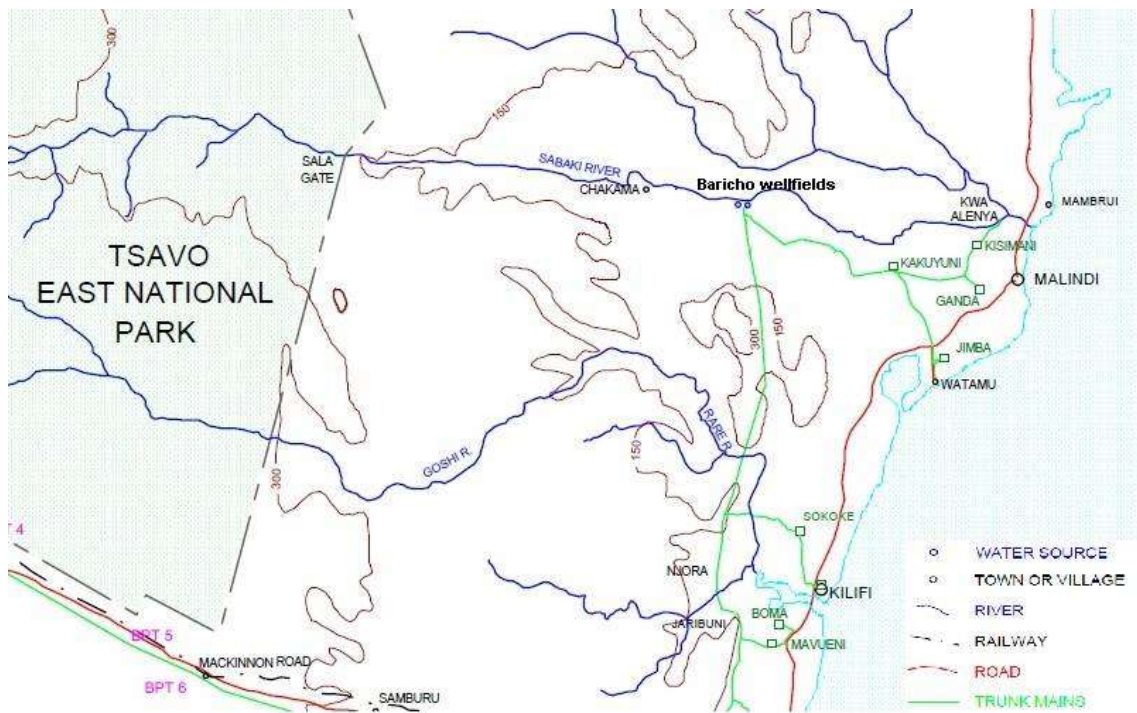 300
150
SALA
GATE
SABAKI RIVER
CHAKAMA
Baricho wellfields
KWA
ALENYA
MAMBRUI
KISIMANI
KAKUYUNI
MALINDI
GANDA
TSAVO
EAST NATIONAL
PARK
150
300
JIMBA
WATAMU
RARE R.
GOSHI R.
150
300
SOKOKE
T 4
NJORA
KILIFI
BOMA
JARIBUNI
MAVUENI
BPT 5
MACKINNON ROAD
BPT 6
SAMBURU
WATER SOURCE
TOWN OR VILLAGE
RIVER
RAILWAY
ROAD
TRUNK MAINS